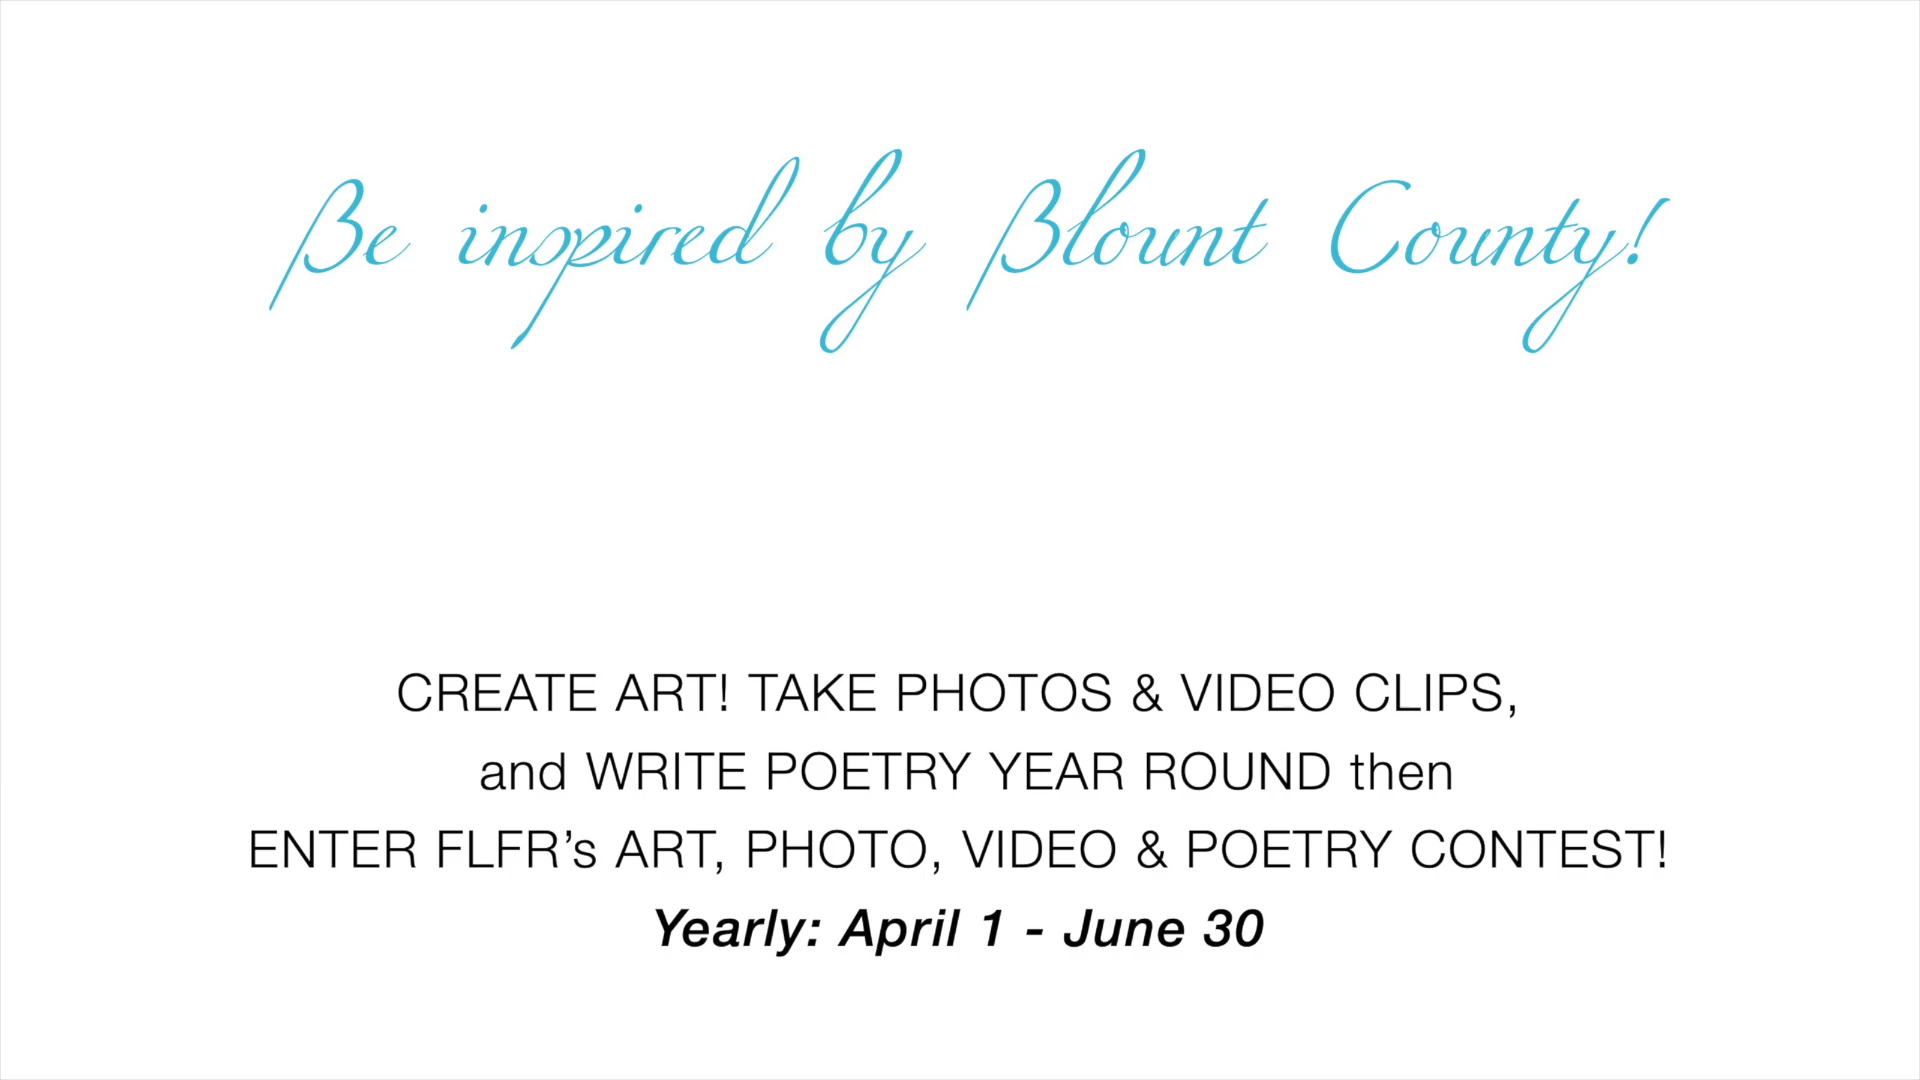 Be inspired by Blount County!
CREATE ART! TAKE PHOTOS & VIDEO CLIPS,
and WRITE POETRY YEAR ROUND then
ENTER FLFR’s ART, PHOTO, VIDEO & POETRY CONTEST!
Yearly: April 1 - June 30